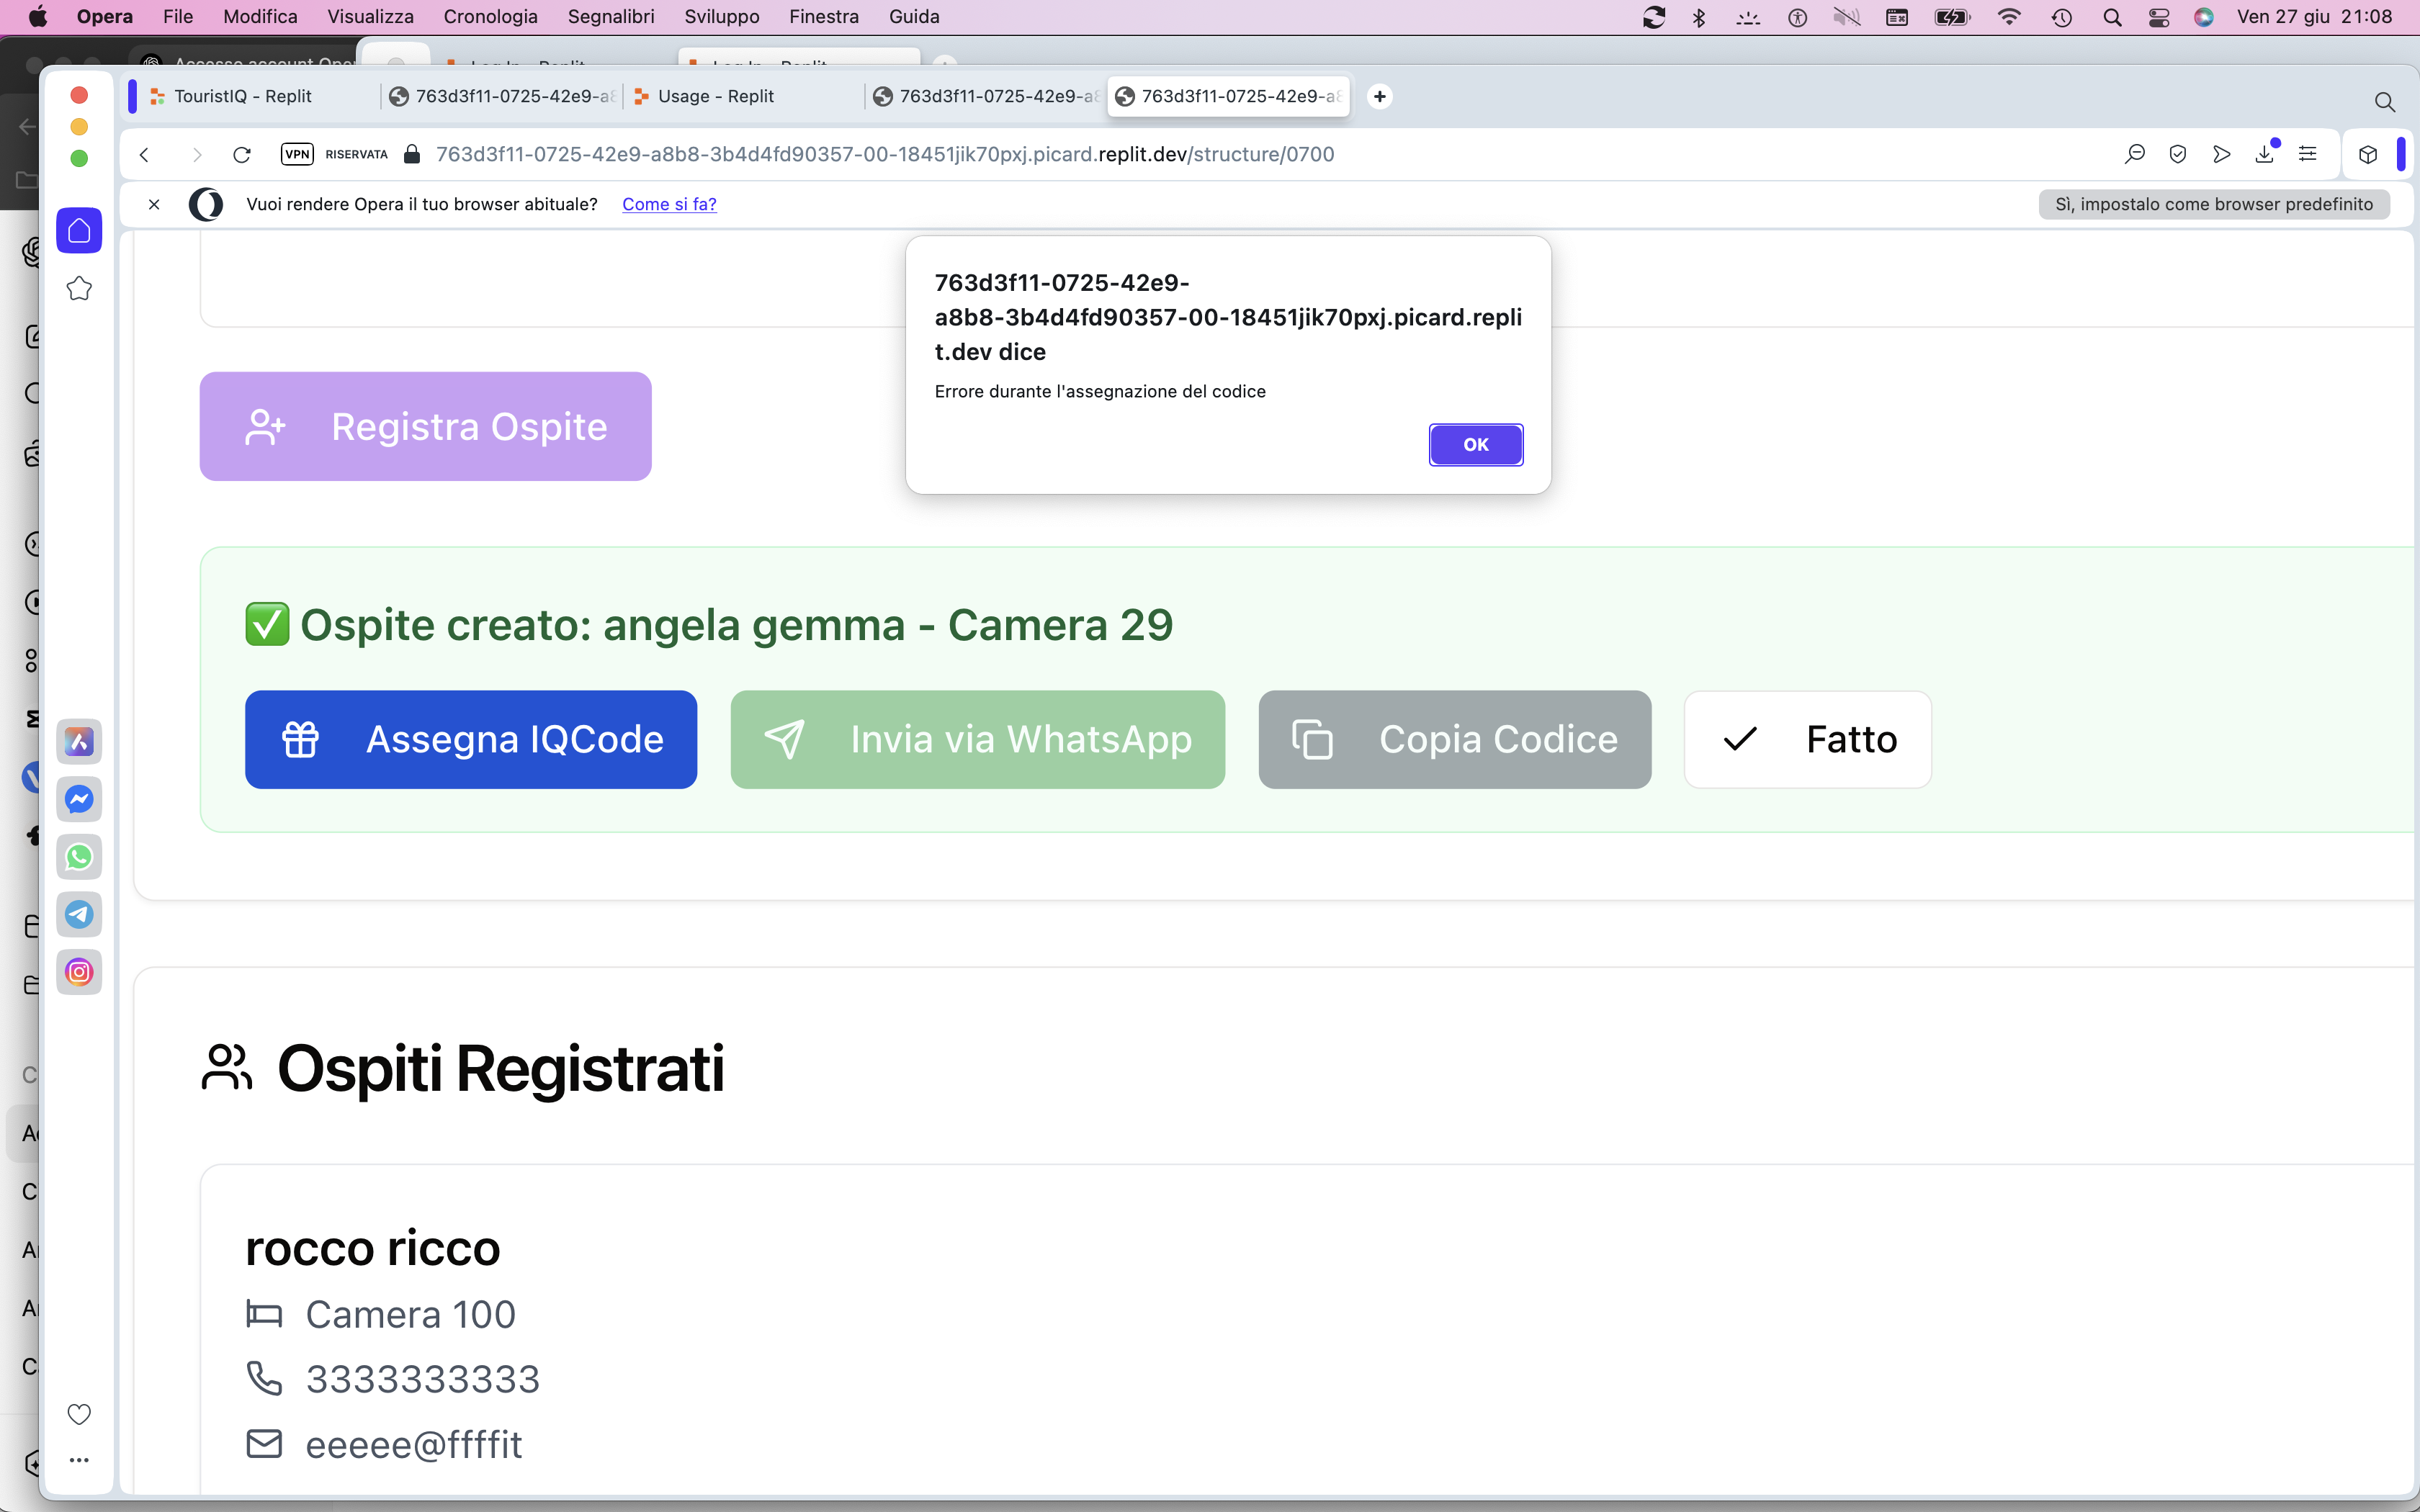 Opera File Modifica Visualizza Cronologia Segnalibri Sviluppo Finestra Guida Ven 27 giu 21:08
TouristIQ - Replit 763d3f11-0725-42e9-a8 Usage - Replit 763d3f11-0725-42e9-a8 763d3f11-0725-42e9-a8
VPN RISERVATA 763d3f11-0725-42e9-a8b8-3b4d4fd90357-00-18451jik70pxj.picard.replit.dev/structure/0700
Vuoi rendere Opera il tuo browser abituale? Come si fa? Sì, impostalo come browser predefinito
763d3f11-0725-42e9-
a8b8-3b4d4fd90357-00-18451jik70pxj.picard.repli
t.dev dice
Errore durante l'assegnazione del codice
OK
Registra Ospite
Ospite creato: angela gemma - Camera 29
Assegna IQCode Invia via WhatsApp Copia Codice Fatto
Ospiti Registrati
rocco ricco
Camera 100
3333333333
eeeee@ffffit